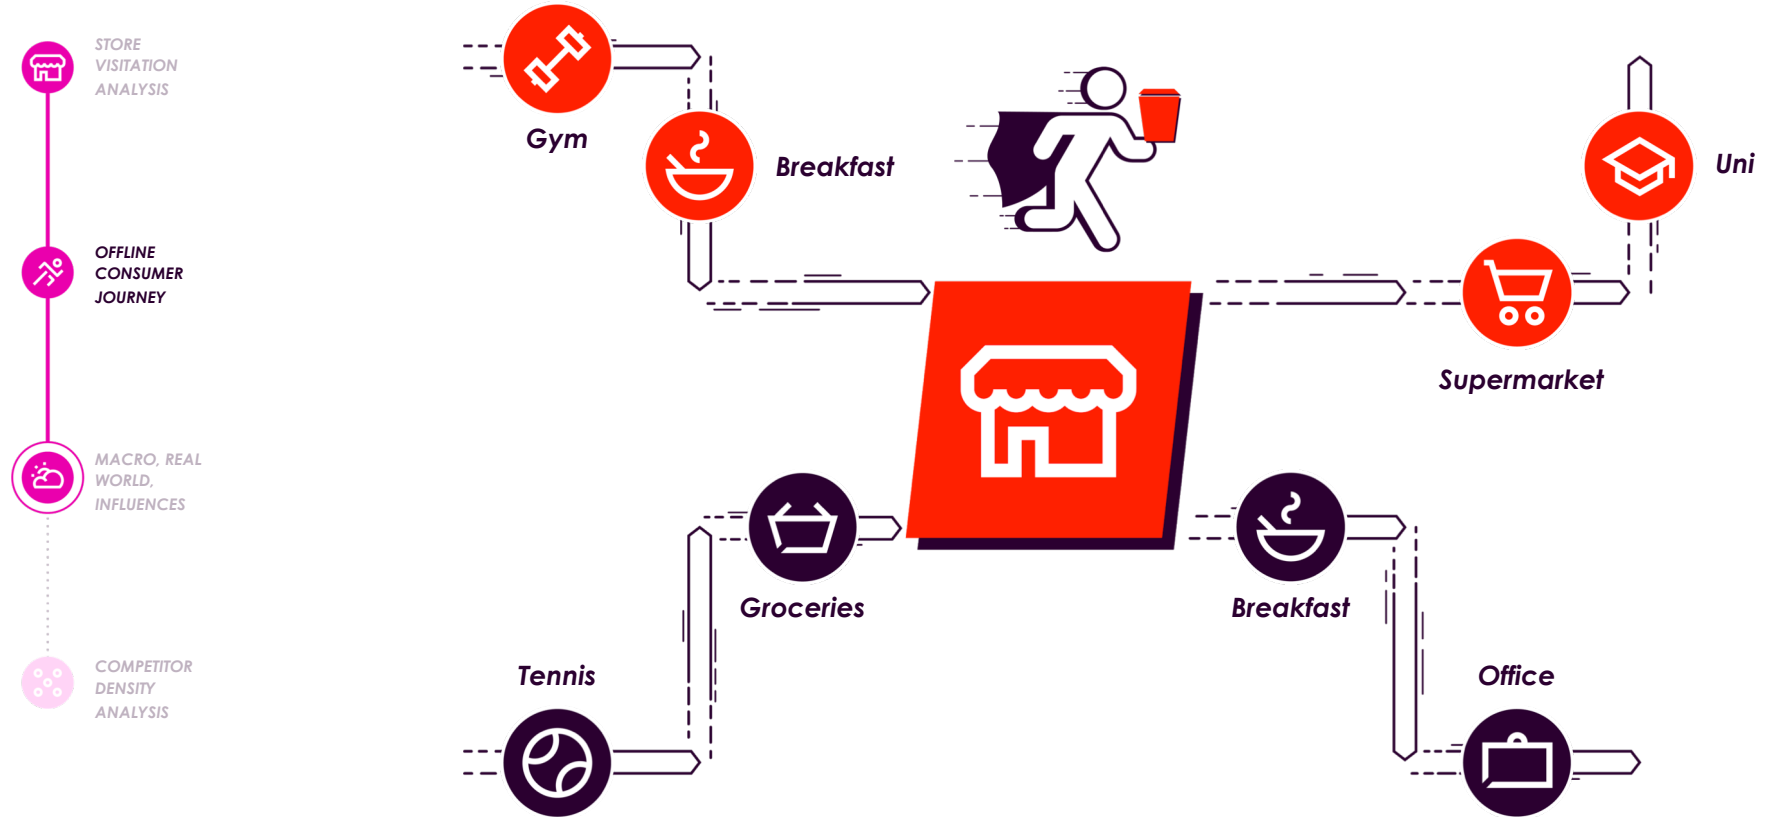 STORE
VISITATION
ANALYSIS
OFFLINE
CONSUMER
JOURNEY
MACRO, REAL
WORLD,
INFLUENCES
COMPETITOR
DENSITY
ANALYSIS
Gym
Breakfast
Uni
Supermarket
Groceries
Breakfast
Tennis
Office